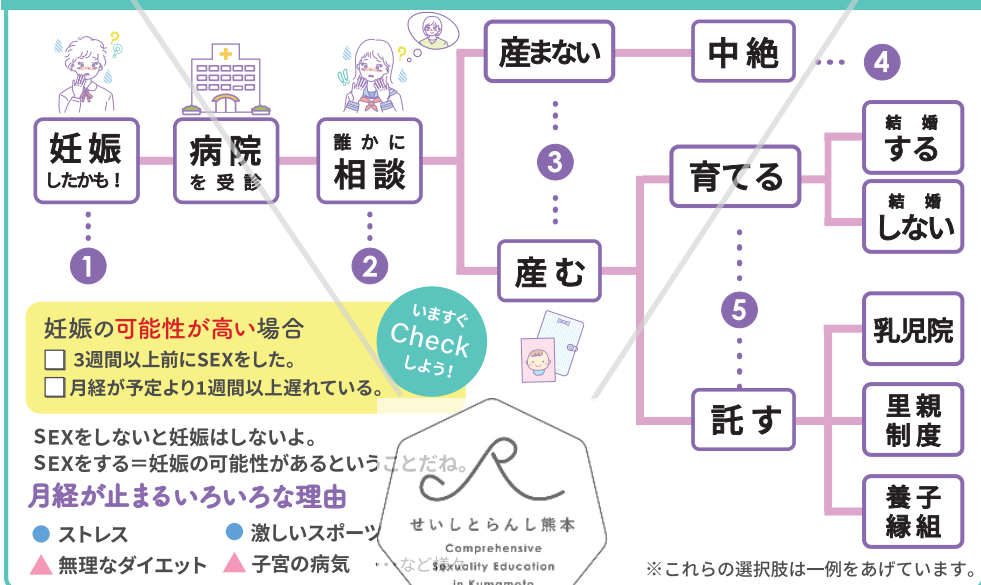 妊娠
したかも！
病院
を受診
誰かに
相談
産まない
中絶
4
3
産む
育てる
結婚
する
結婚
しない
1
2
5
託す
乳児院
里親
制度
養子
縁組
妊娠の可能性が高い場合
3週間以上前にSEXをした。
月経が予定より1週間以上遅れている。
いますぐ
Check
しよう！
SEXをしないと妊娠はしないよ。
SEXをする＝妊娠の可能性があるということだね。
月経が止まるいろいろな理由
ストレス
激しいスポーツ
無理なダイエット
子宮の病気
…など様々
せいしとらんし熊本
Comprehensive
Sexuality Education
in Kumamoto
※これらの選択肢は一例をあげています。